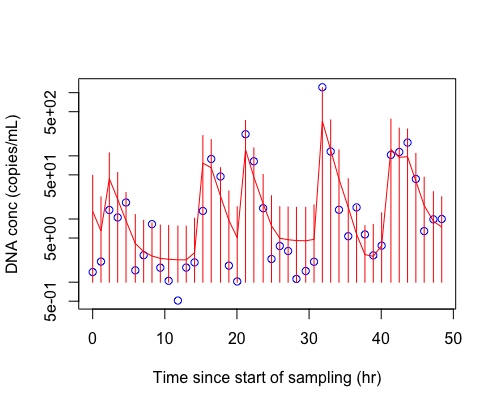 DNA conc (copies/mL)
5e+02
5e+01
5e+00
5e-01
0 10 20 30 40 50
Time since start of sampling (hr)